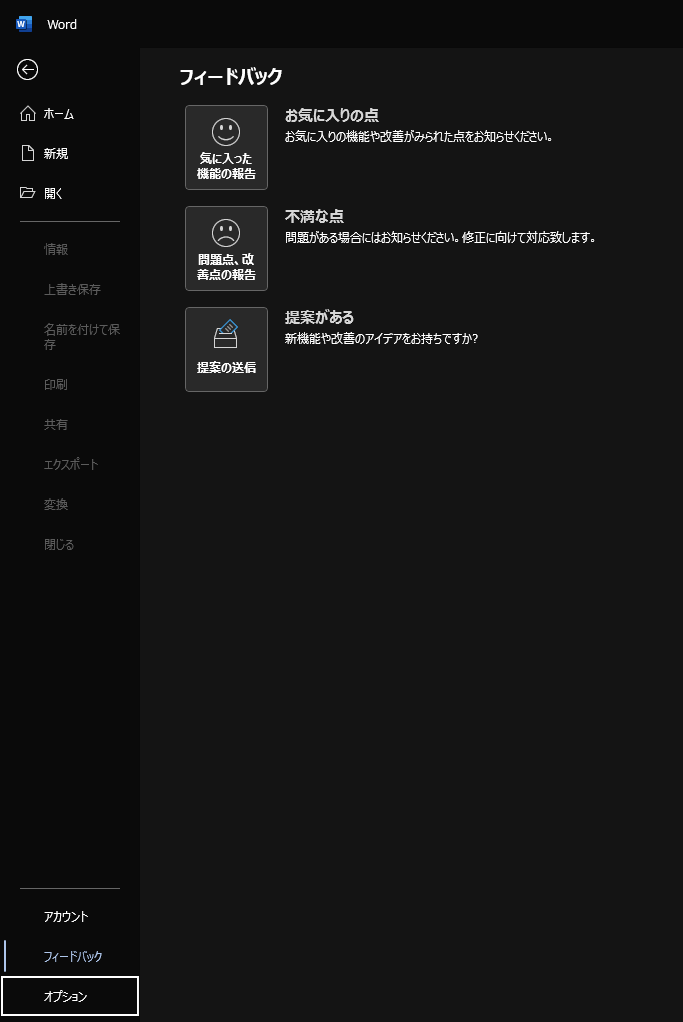 Word
ホーム
新規
開く
情報
上書き保存
名前を付けて保
存
印刷
共有
エクスポート
変換
閉じる
アカウント
フィードバック
オプション
フィードバック
気に入った
機能の報告
お気に入りの点
お気に入りの機能や改善がみられた点をお知らせください。
問題点、改
善点の報告
不満な点
問題がある場合にはお知らせください。修正に向けて対応致します。
提案の送信
提案がある
新機能や改善のアイデアをお持ちですか?